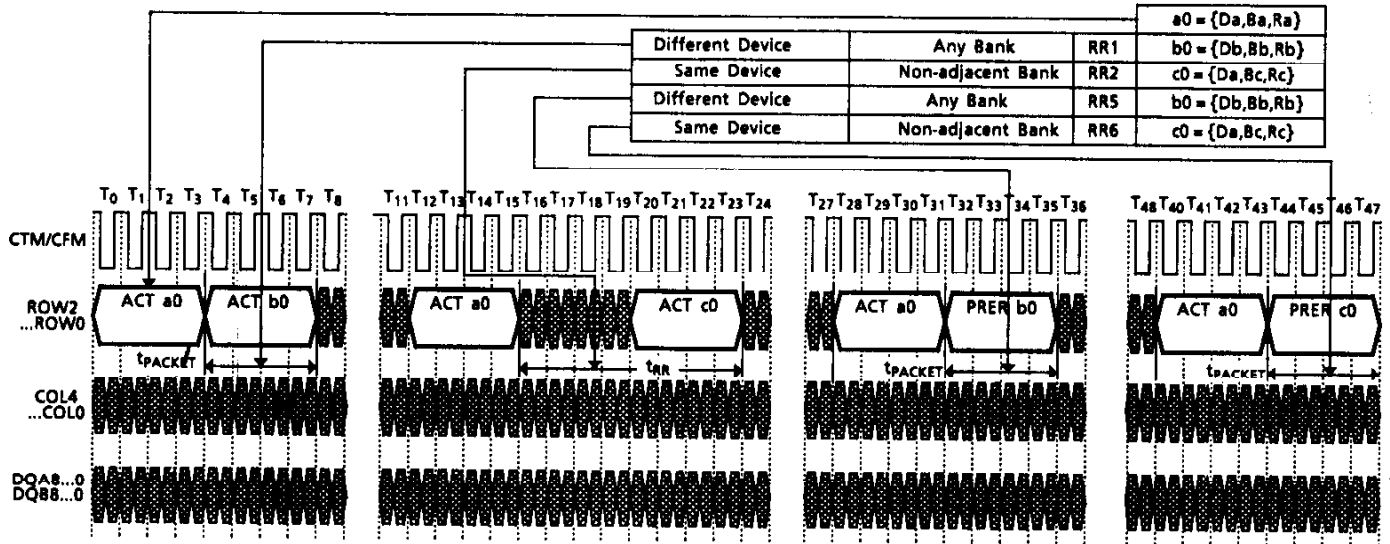 a0 = {Da,Ba,Ra}
Different Device Any Bank RR1 b0 = {Db,Bb,Rb}
Same Device Non-adjacent Bank RR2 c0 = {Da,Bc,Rc}
Different Device Any Bank RR5 b0 = {Db,Bb,Rb}
Same Device Non-adjacent Bank RR6 c0 = {Da,Bc,Rc}
T0 T1 T2 T3 T4 T5 T6 T7 T8 T11 T12 T13 T14 T15 T16 T17 T18 T19 T20 T21 T22 T23 T24 T27 T28 T29 T30 T31 T32 T33 T34 T35 T36 T48 T40 T41 T42 T43 T44 T45 T46 T47
CTM/CFM
ROW2
...ROW0
ACT a0 ACT b0 ACT a0 ACT c0 ACT a0 PRER b0 ACT a0 PRER c0
tPACKET tRR tPACKET tPACKET
COL4
...COL0
DQA8...0
DQB8...0